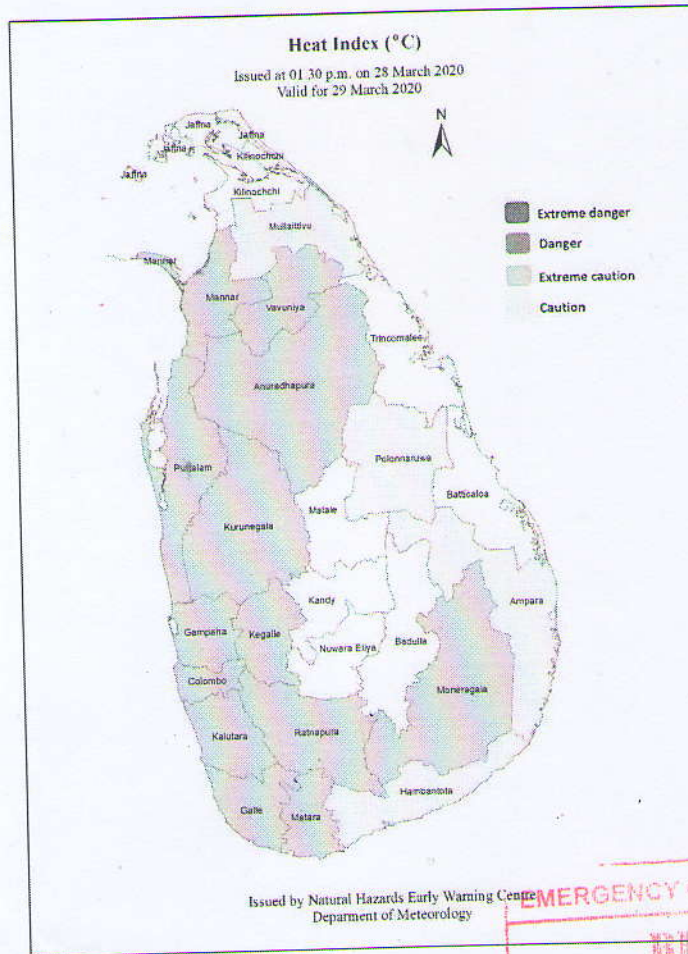 Heat Index (°C)
Issued at 01 30 p.m. on 28 March 2020
Valid for 29 March 2020
N
Jaffna
Jaffna
Jaffna
Kilinochchi
Jaffna
Kilinochchi
Mullaittivu
Extreme danger
Danger
Extreme caution
Caution
Mannar
Mannar
Vavuniya
Trincomalee
Anuradhapura
Polonnaruwa
Puttalam
Batticaloa
Matale
Kurunegala
Kandy
Ampara
Gampaha
Kegalle
Nuwara Eliya
Badulla
Colombo
Moneragala
Kalutara
Ratnapura
Hambantota
Galle
Matara
Issued by Natural Hazards Early Warning Centre
Deparment of Meteorology
EMERGENCY